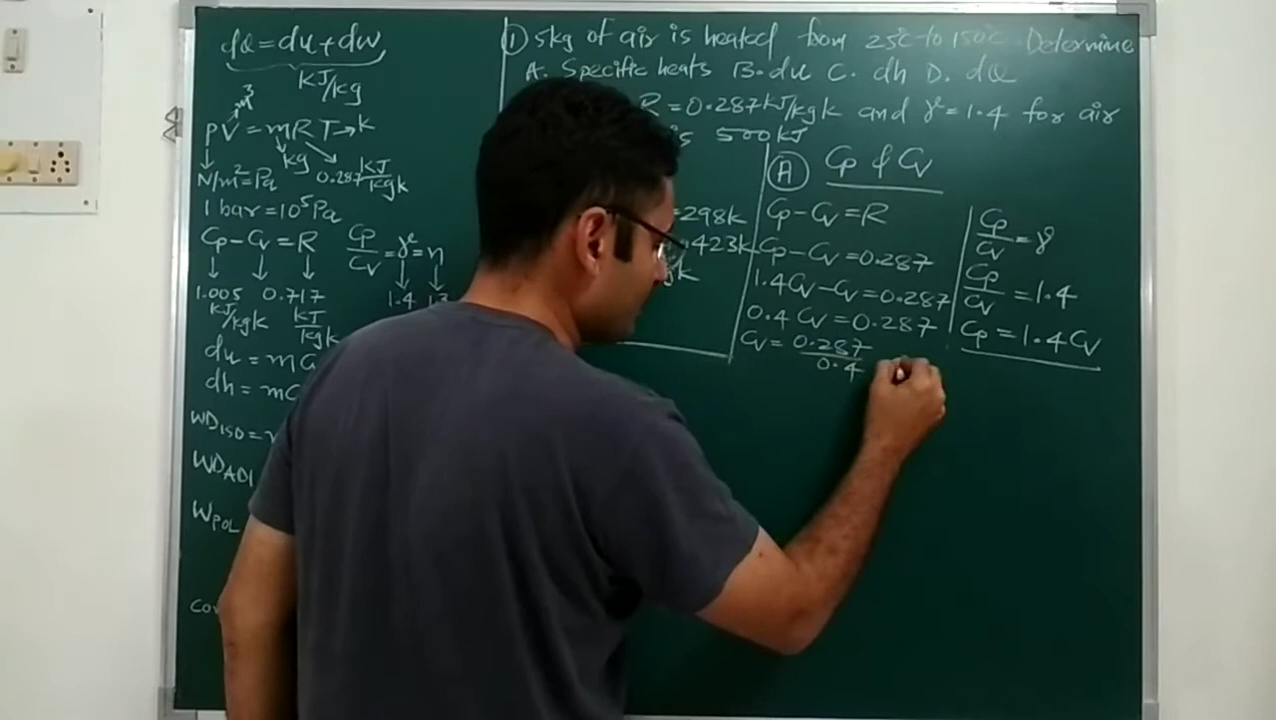 dQ = du + dw
KJ/kg
m³
PV = mRT → k
kg
N/m² = Pa
0.287 KJ/kgk
1 bar = 10⁵ Pa
Cp - Cv = R
Cp/Cv = γ = n
1.005 0.717
1.4
KJ/kgk
KJ/kgk
du = mC
dh = mC
WD ISO =
WD ADI
W POL
① 5kg of air is heated from 25°C to 150°C. Determine
A. Specific heats B. du C. dh D. dQ
R = 0.287 KJ/kgk and γ = 1.4 for air
is 500 KJ
= 298k
423k
gk
Ⓐ Cp & Cv
Cp - Cv = R
Cp - Cv = 0.287
1.4Cv - Cv = 0.287
0.4 Cv = 0.287
Cv = 0.287
0.4
Cp/Cv = γ
Cp/Cv = 1.4
Cp = 1.4 Cv